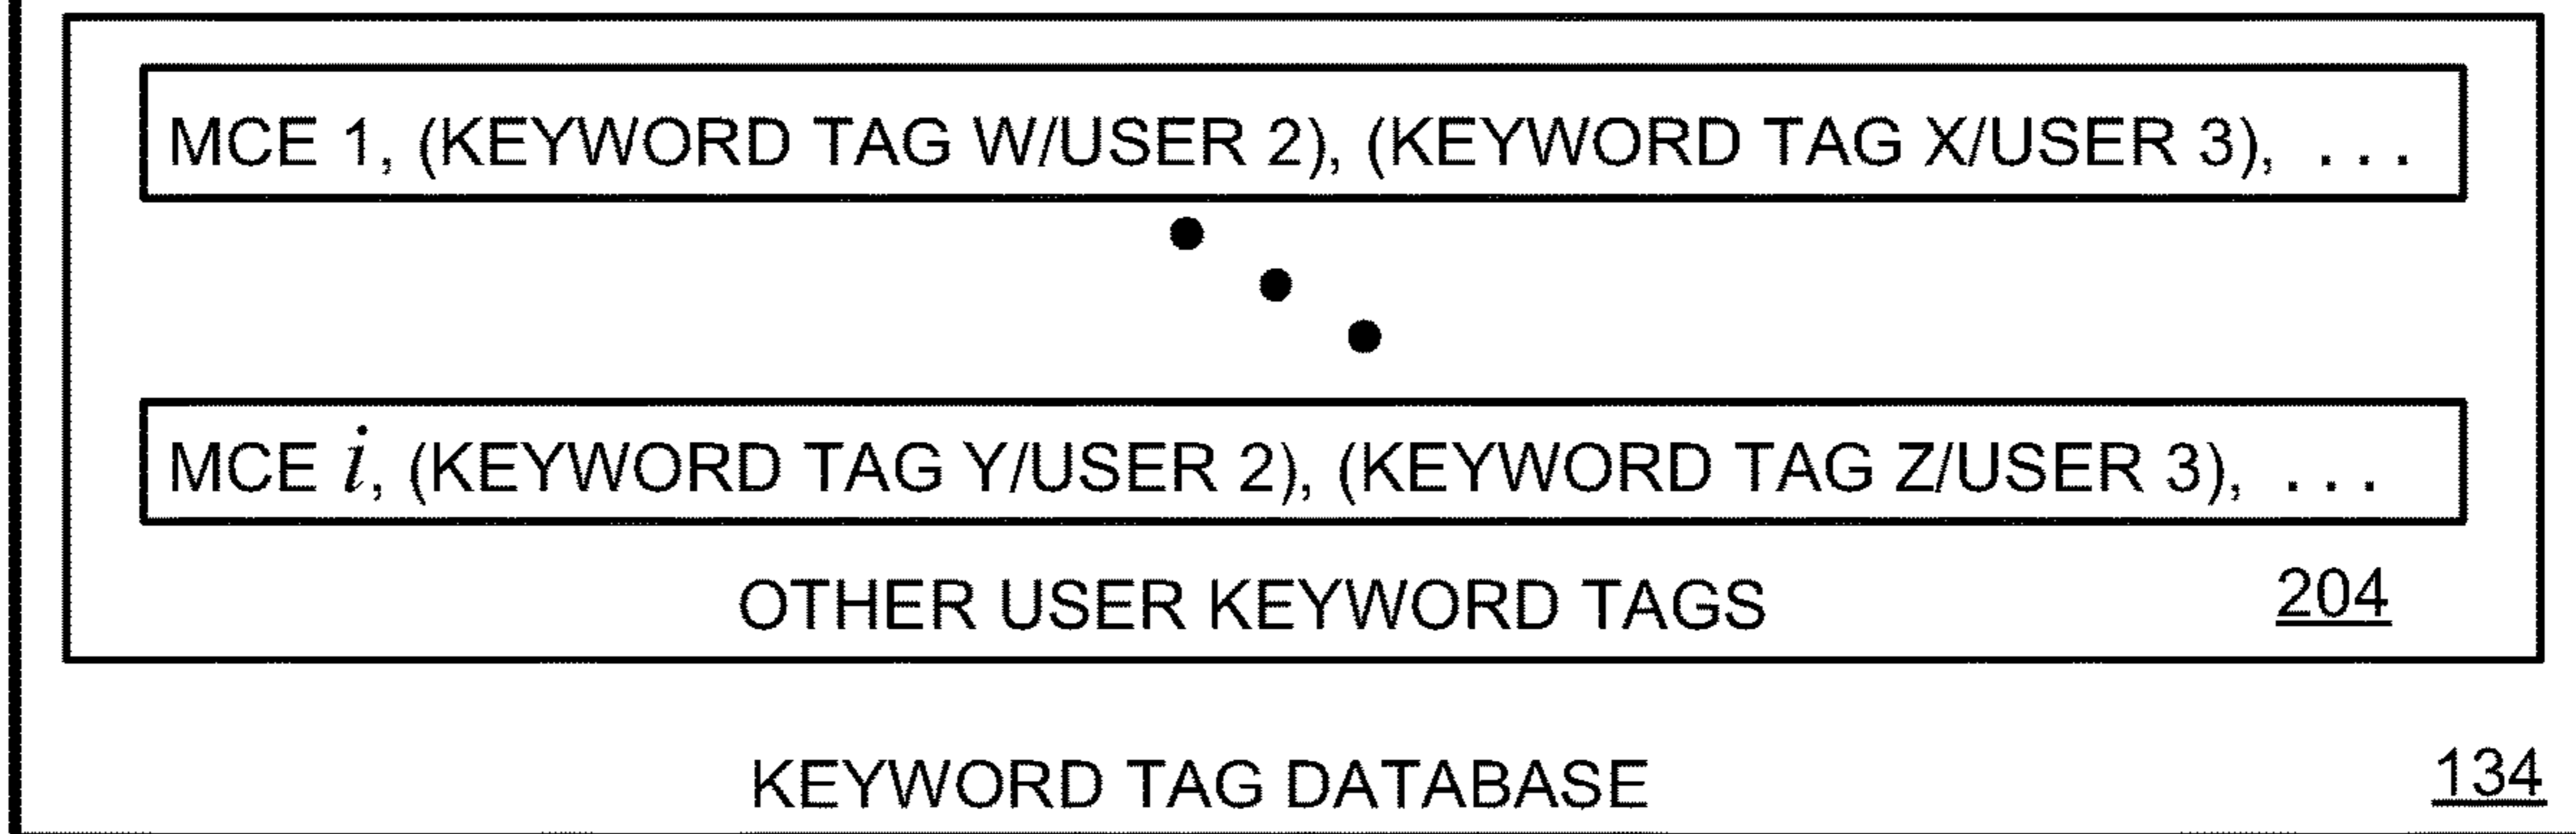 MCE 1, (KEYWORD TAG W/USER 2), (KEYWORD TAG X/USER 3), . . .
MCE i, (KEYWORD TAG Y/USER 2), (KEYWORD TAG Z/USER 3), . . .
OTHER USER KEYWORD TAGS 204
KEYWORD TAG DATABASE 134